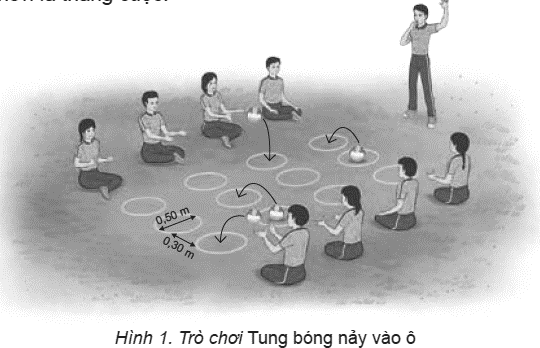 0,50 m
0,30 m
Hình 1. Trò chơi Tung bóng nảy vào ô